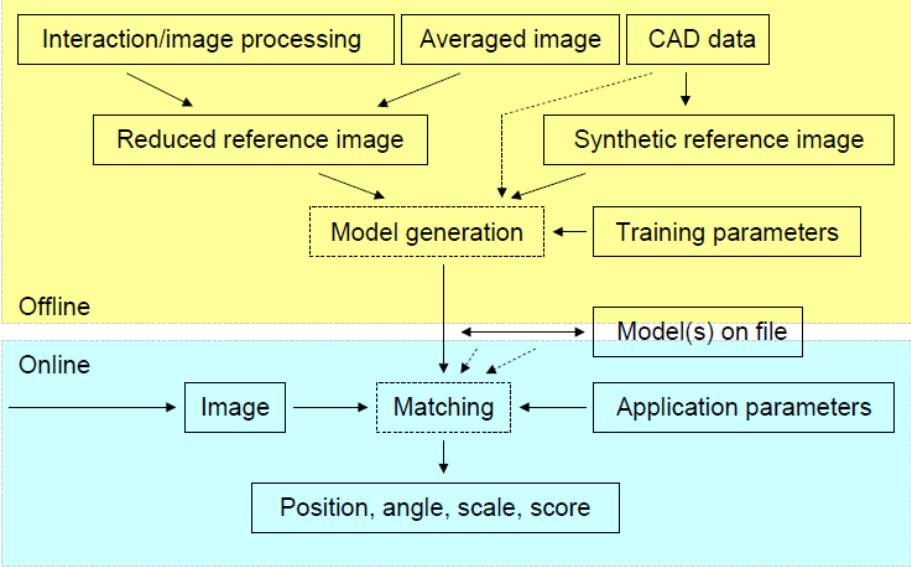 Interaction/image processing
Averaged image
CAD data
Reduced reference image
Synthetic reference image
Model generation
Training parameters
Offline
Model(s) on file
Online
Image
Matching
Application parameters
Position, angle, scale, score